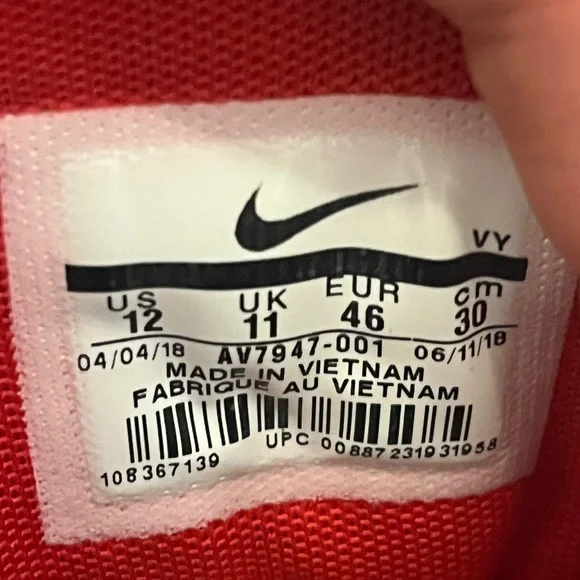 VY
US UK EUR cm
12 11 46 30
04/04/18 AV7947-001 06/11/18
MADE IN VIETNAM
FABRIQUE AU VIETNAM
UPC 00887231931958
108367139